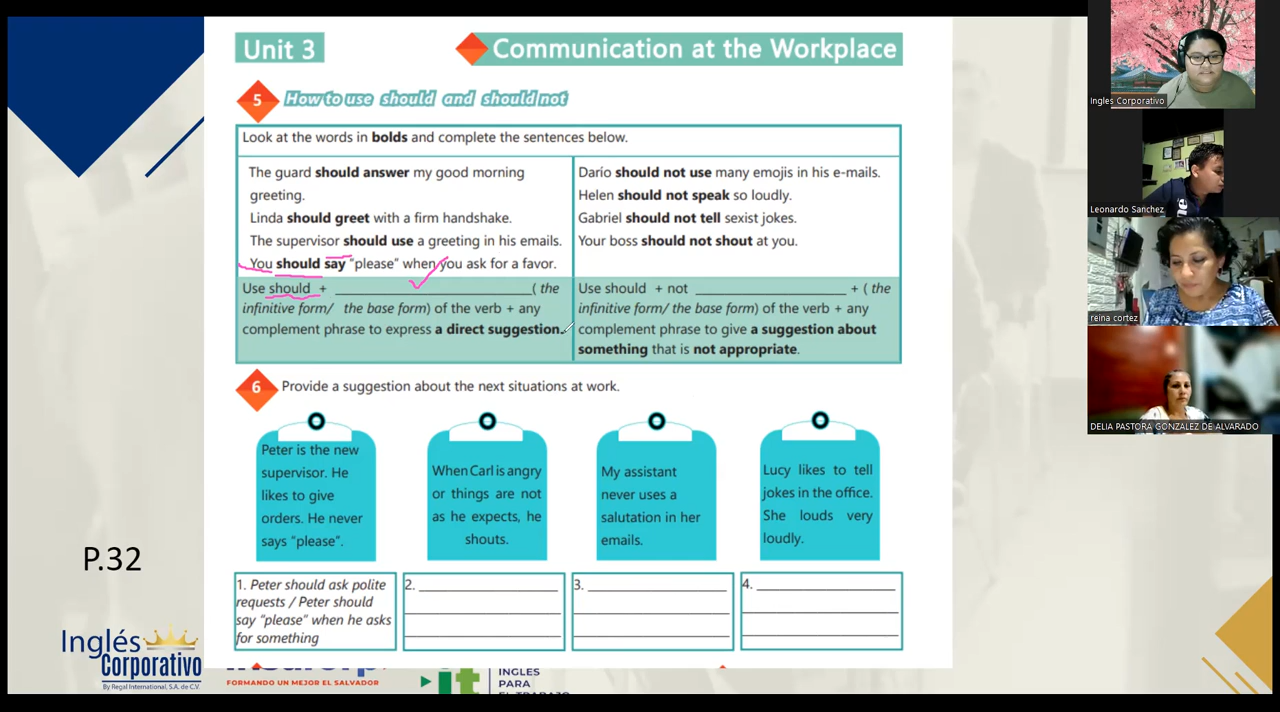 Unit 3
Communication at the Workplace
5 How to use should and should not
Look at the words in bolds and complete the sentences below.
The guard should answer my good morning
greeting.
Linda should greet with a firm handshake.
The supervisor should use a greeting in his emails.
You should say “please” when you ask for a favor.
Dario should not use many emojis in his e-mails.
Helen should not speak so loudly.
Gabriel should not tell sexist jokes.
Your boss should not shout at you.
Use should + ______________________________( the
infinitive form/ the base form) of the verb + any
complement phrase to express a direct suggestion.
Use should + not _______________________ + ( the
infinitive form/ the base form) of the verb + any
complement phrase to give a suggestion about
something that is not appropriate.
6 Provide a suggestion about the next situations at work.
Peter is the new
supervisor. He
likes to give
orders. He never
says “please”.
When Carl is angry
or things are not
as he expects, he
shouts.
My assistant
never uses a
salutation in her
emails.
Lucy likes to tell
jokes in the office.
She louds very
loudly.
1. Peter should ask polite
requests / Peter should
say “please” when he asks
for something
2. ______________________
3. ______________________
4. ______________________
P.32
Inglés
Corporativo
By Regal International, S.A. de C.V.
FORMANDO UN MEJOR EL SALVADOR
INGLÉS
PARA
Ingles Corporativo
Leonardo Sanchez
reina cortez
DELIA PASTORA GONZALEZ DE ALVARADO